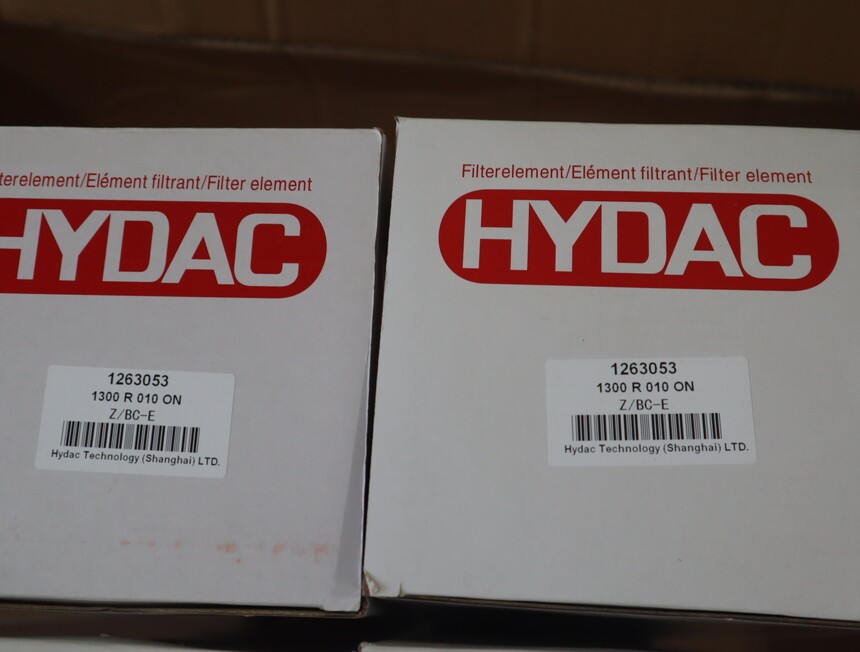 terelement/Elément filtrant/Filter element
HYDAC
1263053
1300 R 010 ON
Z/BC-E
Hydac Technology (Shanghai) LTD.
Filterelement/Elément filtrant/Filter element
HYDAC
1263053
1300 R 010 ON
Z/BC-E
Hydac Technology (Shanghai) LTD.